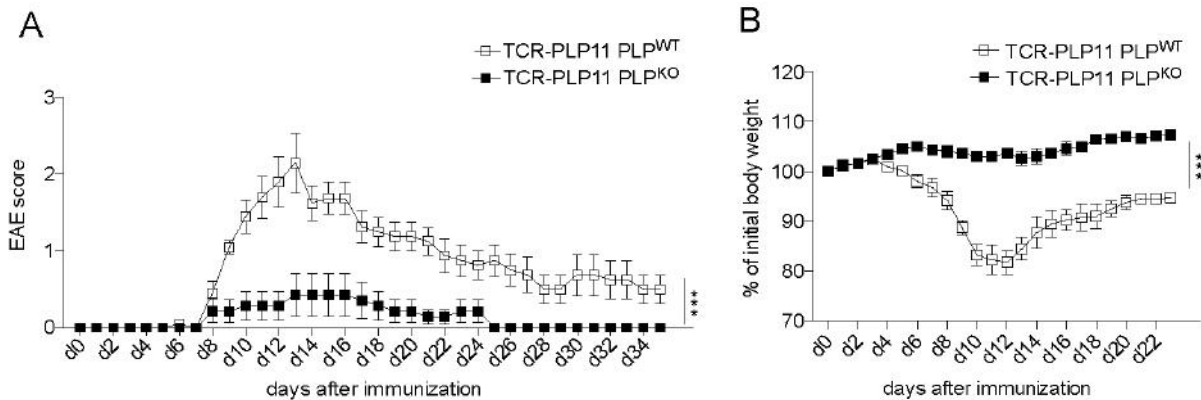 A
TCR-PLP11 PLPWT
TCR-PLP11 PLPKO
3
2
1
0
EAE score
d0 d2 d4 d6 d8 d10 d12 d14 d16 d18 d20 d22 d24 d26 d28 d30 d32 d34
days after immunization
***
B
TCR-PLP11 PLPWT
TCR-PLP11 PLPKO
120
110
100
90
80
70
% of initial body weight
d0 d2 d4 d6 d8 d10 d12 d14 d16 d18 d20 d22
days after immunization
***